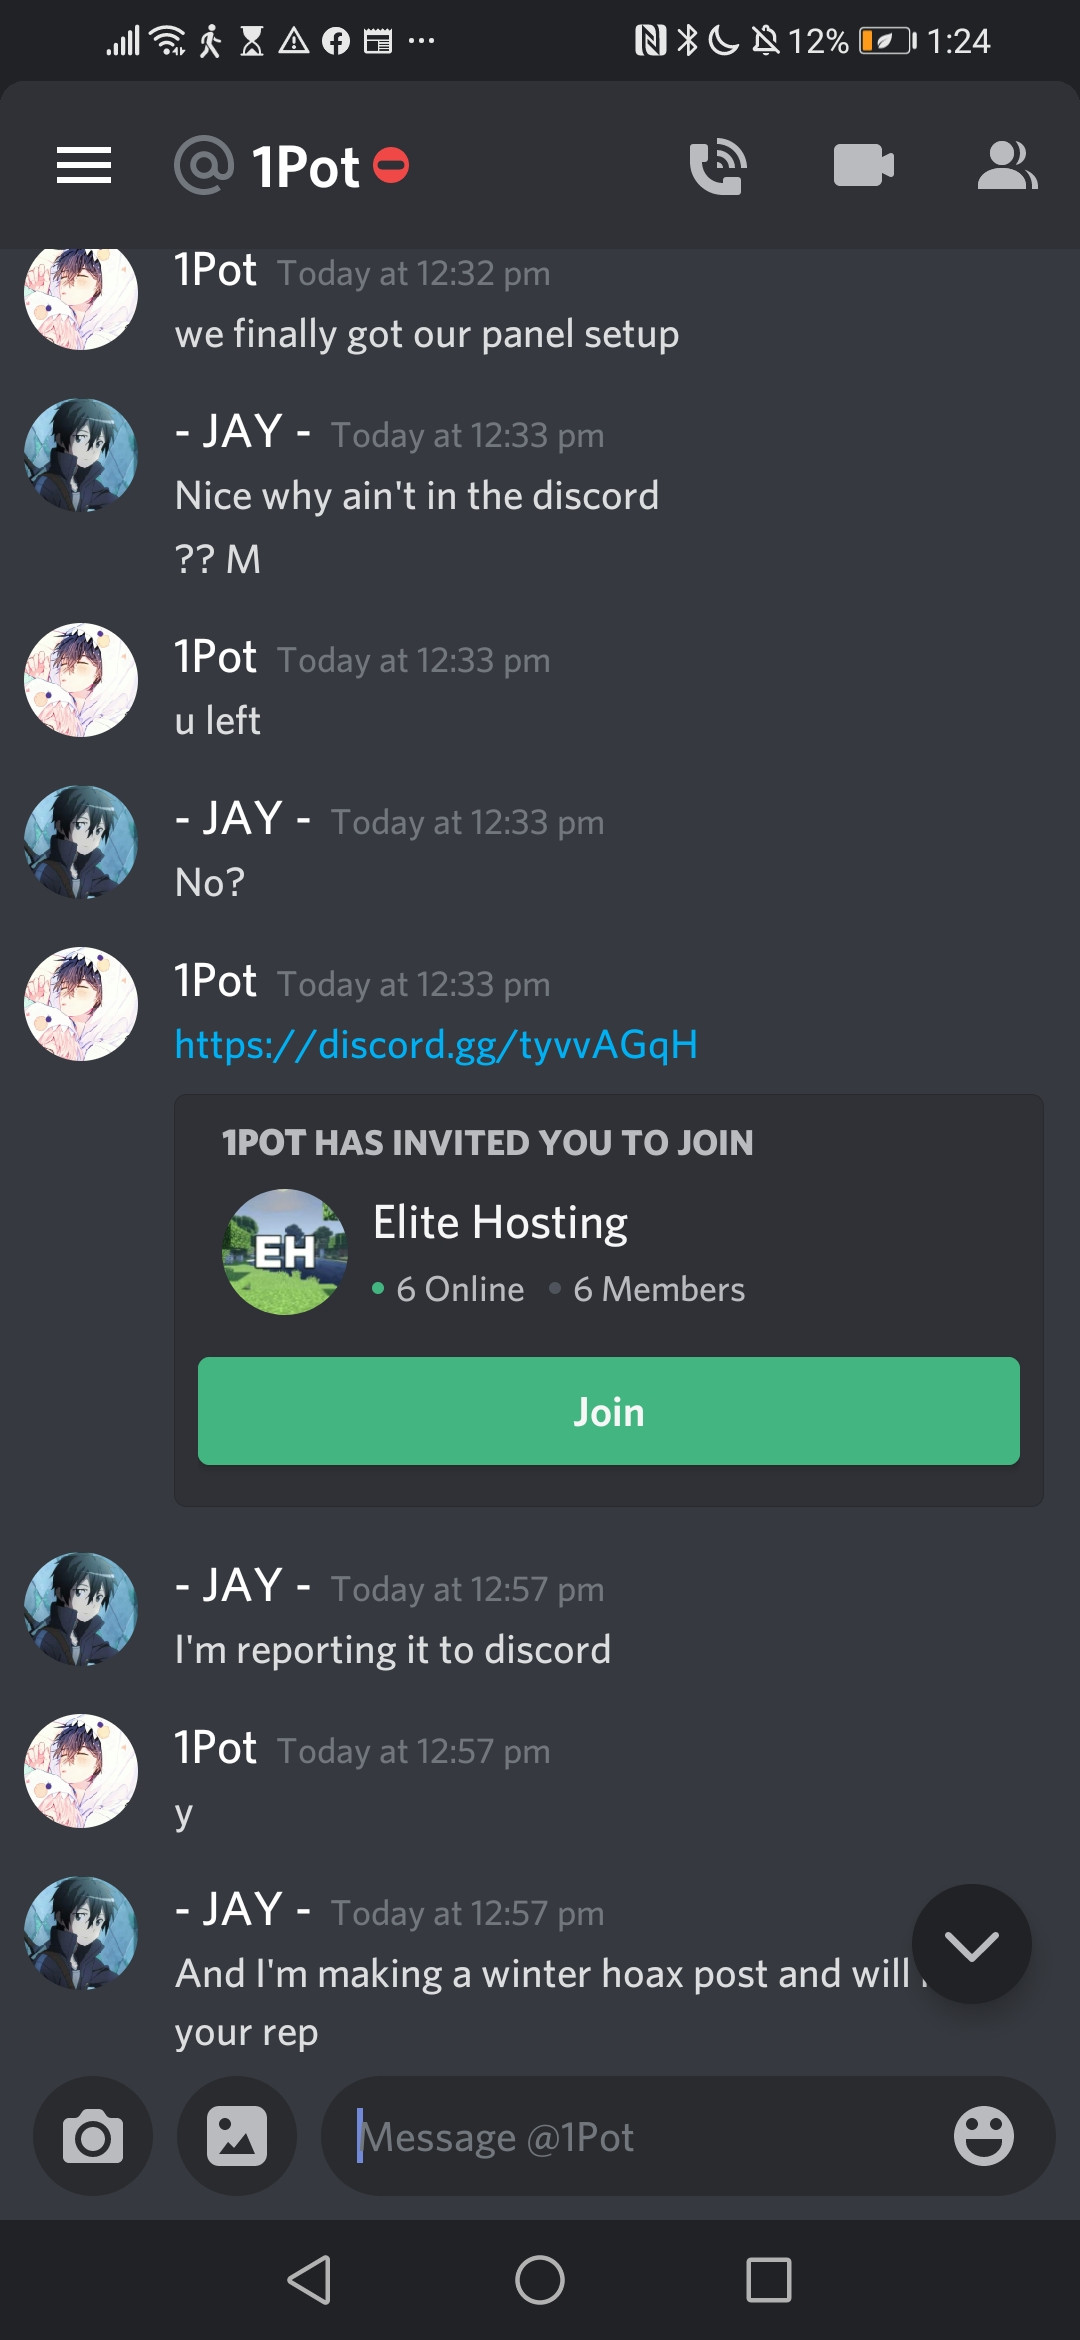 12% 1:24
@ 1Pot
1Pot Today at 12:32 pm
we finally got our panel setup
- JAY - Today at 12:33 pm
Nice why ain't in the discord
?? M
1Pot Today at 12:33 pm
u left
- JAY - Today at 12:33 pm
No?
1Pot Today at 12:33 pm
https://discord.gg/tyvvAGqH
1POT HAS INVITED YOU TO JOIN
EH
Elite Hosting
6 Online 6 Members
Join
- JAY - Today at 12:57 pm
I'm reporting it to discord
1Pot Today at 12:57 pm
y
- JAY - Today at 12:57 pm
And I'm making a winter hoax post and will
your rep
Message @1Pot